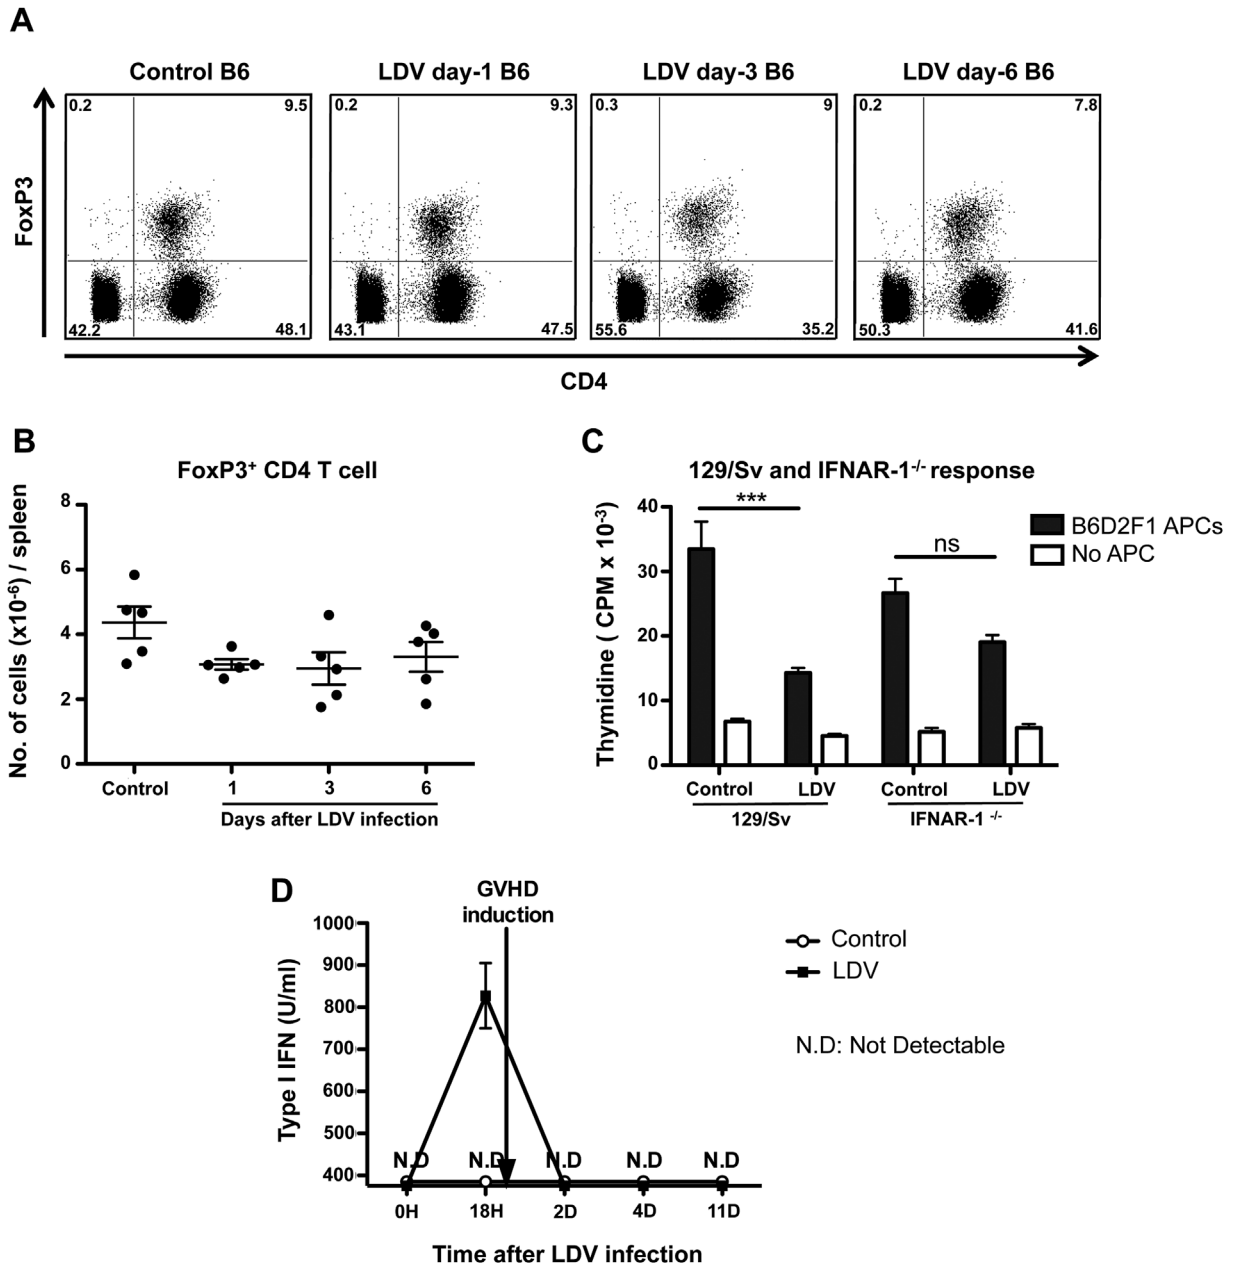 A
Control B6
LDV day-1 B6
LDV day-3 B6
LDV day-6 B6
0.2 9.5
0.2 9.3
0.3 9
0.2 7.8
FoxP3
42.2 48.1
43.1 47.5
55.6 35.2
50.3 41.6
CD4
B
FoxP3⁺ CD4 T cell
No. of cells (x10⁻⁶) / spleen
8
6
4
2
0
Control 1 3 6
Days after LDV infection
C
129/Sv and IFNAR-1⁻/⁻ response
Thymidine ( CPM x 10⁻³)
40
30
20
10
0
***
ns
B6D2F1 APCs
No APC
Control LDV Control LDV
129/Sv IFNAR-1 ⁻/⁻
D
GVHD
induction
Type I IFN (U/ml)
1000
900
800
700
600
500
400
N.D N.D N.D N.D N.D
0H 18H 2D 4D 11D
Time after LDV infection
Control
LDV
N.D: Not Detectable